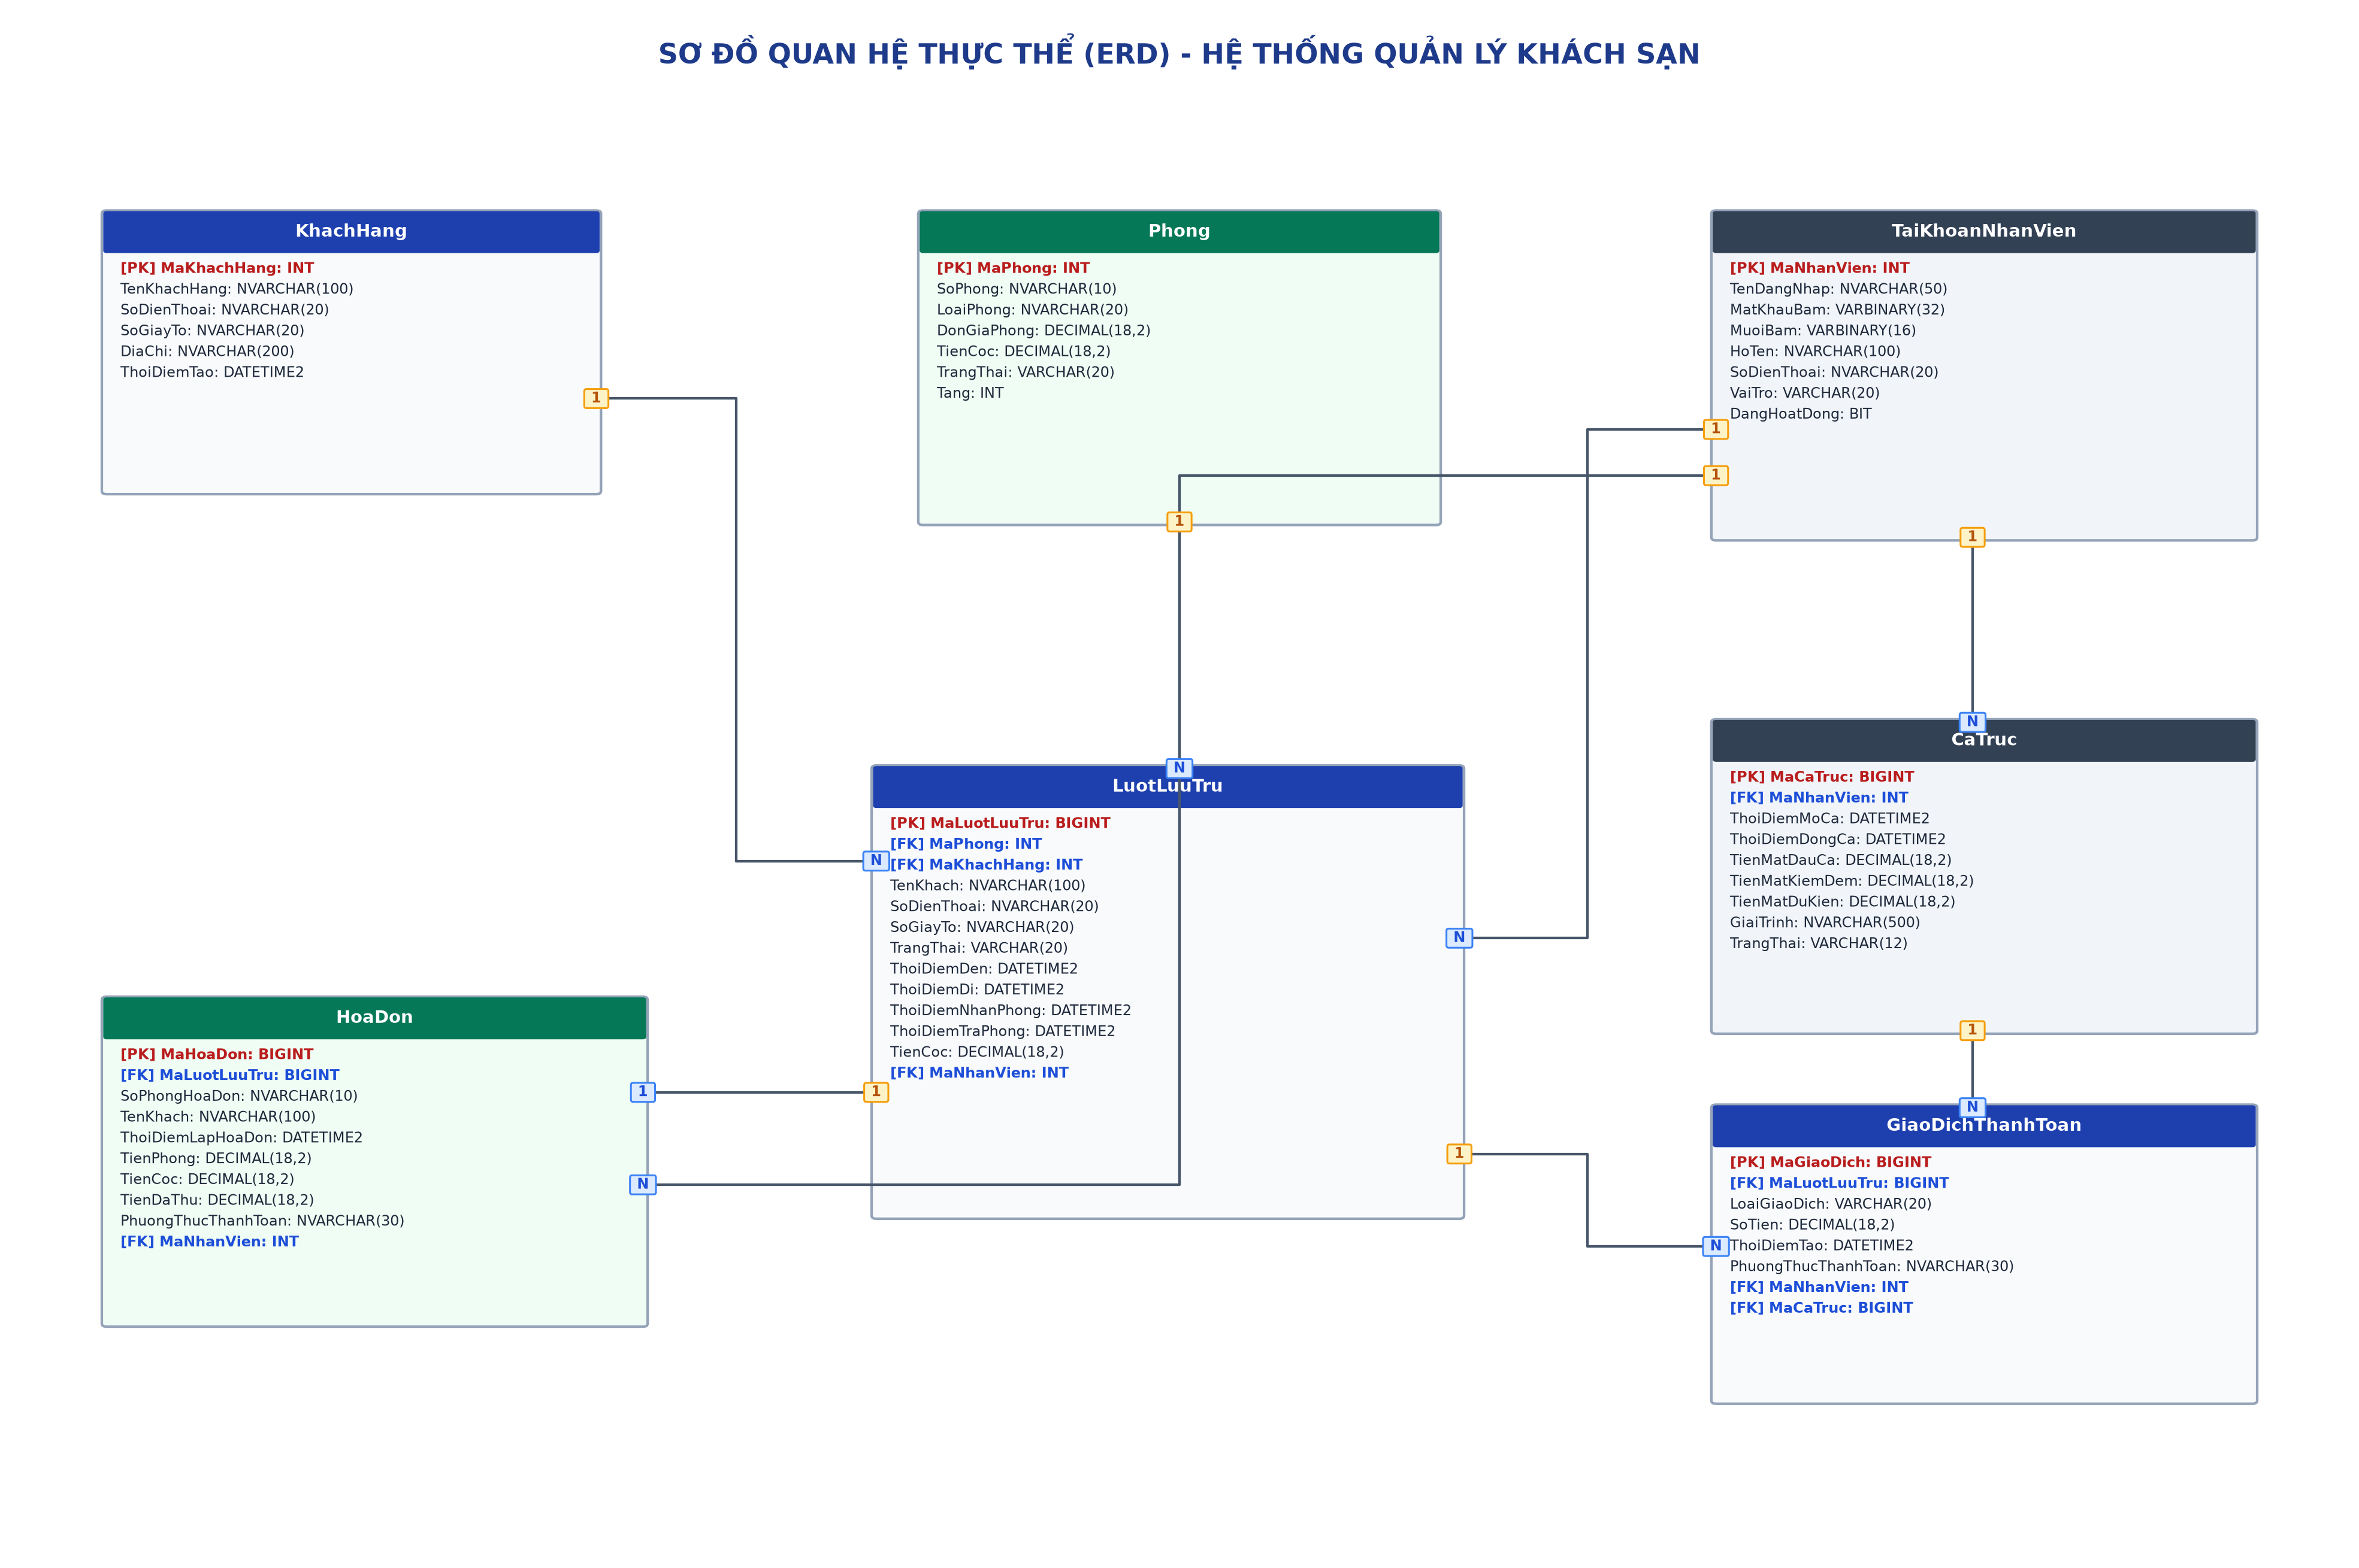 SƠ ĐỒ QUAN HỆ THỰC THỂ (ERD) - HỆ THỐNG QUẢN LÝ KHÁCH SẠN
KhachHang
[PK] MaKhachHang: INT
TenKhachHang: NVARCHAR(100)
SoDienThoai: NVARCHAR(20)
SoGiayTo: NVARCHAR(20)
DiaChi: NVARCHAR(200)
ThoiDiemTao: DATETIME2
1
Phong
[PK] MaPhong: INT
SoPhong: NVARCHAR(10)
LoaiPhong: NVARCHAR(20)
DonGiaPhong: DECIMAL(18,2)
TienCoc: DECIMAL(18,2)
TrangThai: VARCHAR(20)
Tang: INT
1
TaiKhoanNhanVien
[PK] MaNhanVien: INT
TenDangNhap: NVARCHAR(50)
MatKhauBam: VARBINARY(32)
MuoiBam: VARBINARY(16)
HoTen: NVARCHAR(100)
SoDienThoai: NVARCHAR(20)
VaiTro: VARCHAR(20)
DangHoatDong: BIT
1
1
1
N
LuotLuuTru
[PK] MaLuotLuuTru: BIGINT
[FK] MaPhong: INT
N
[FK] MaKhachHang: INT
TenKhach: NVARCHAR(100)
SoDienThoai: NVARCHAR(20)
SoGiayTo: NVARCHAR(20)
TrangThai: VARCHAR(20)
N
ThoiDiemDen: DATETIME2
ThoiDiemDi: DATETIME2
ThoiDiemNhanPhong: DATETIME2
ThoiDiemTraPhong: DATETIME2
TienCoc: DECIMAL(18,2)
[FK] MaNhanVien: INT
1
1
N
CaTruc
[PK] MaCaTruc: BIGINT
[FK] MaNhanVien: INT
ThoiDiemMoCa: DATETIME2
ThoiDiemDongCa: DATETIME2
TienMatDauCa: DECIMAL(18,2)
TienMatKiemDem: DECIMAL(18,2)
TienMatDuKien: DECIMAL(18,2)
GiaiTrinh: NVARCHAR(500)
TrangThai: VARCHAR(12)
1
HoaDon
[PK] MaHoaDon: BIGINT
[FK] MaLuotLuuTru: BIGINT
1
SoPhongHoaDon: NVARCHAR(10)
TenKhach: NVARCHAR(100)
ThoiDiemLapHoaDon: DATETIME2
TienPhong: DECIMAL(18,2)
TienCoc: DECIMAL(18,2)
N
TienDaThu: DECIMAL(18,2)
PhuongThucThanhToan: NVARCHAR(30)
[FK] MaNhanVien: INT
N
GiaoDichThanhToan
[PK] MaGiaoDich: BIGINT
[FK] MaLuotLuuTru: BIGINT
LoaiGiaoDich: VARCHAR(20)
SoTien: DECIMAL(18,2)
N
ThoiDiemTao: DATETIME2
PhuongThucThanhToan: NVARCHAR(30)
[FK] MaNhanVien: INT
[FK] MaCaTruc: BIGINT